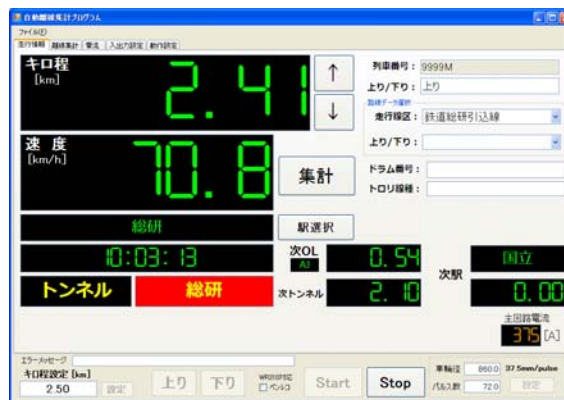 自動離線集計プログラム
ファイル(F)
走行情報 離線集計 電流 入出力設定 動作設定
キロ程 [km] 2.41 ↑ ↓
列車番号： 9999M
上り/下り： 上り
路線データ選択
走行線区： 鉄道総研引込線
上り/下り：
速度 [km/h] 70.8 集計
ドラム番号：
トロリ線種：
総研 駅選択
10:03:13 次OL AJ 0.54 次駅 国立
トンネル 総研 次トンネル 2.10 0.00
主回路電流
375 [A]
エラーメッセージ
キロ程設定 [km] 2.50 設定 上り 下り Start Stop
車輪径 860.0 37.5mm/pulse
パルス数 72.0 設定